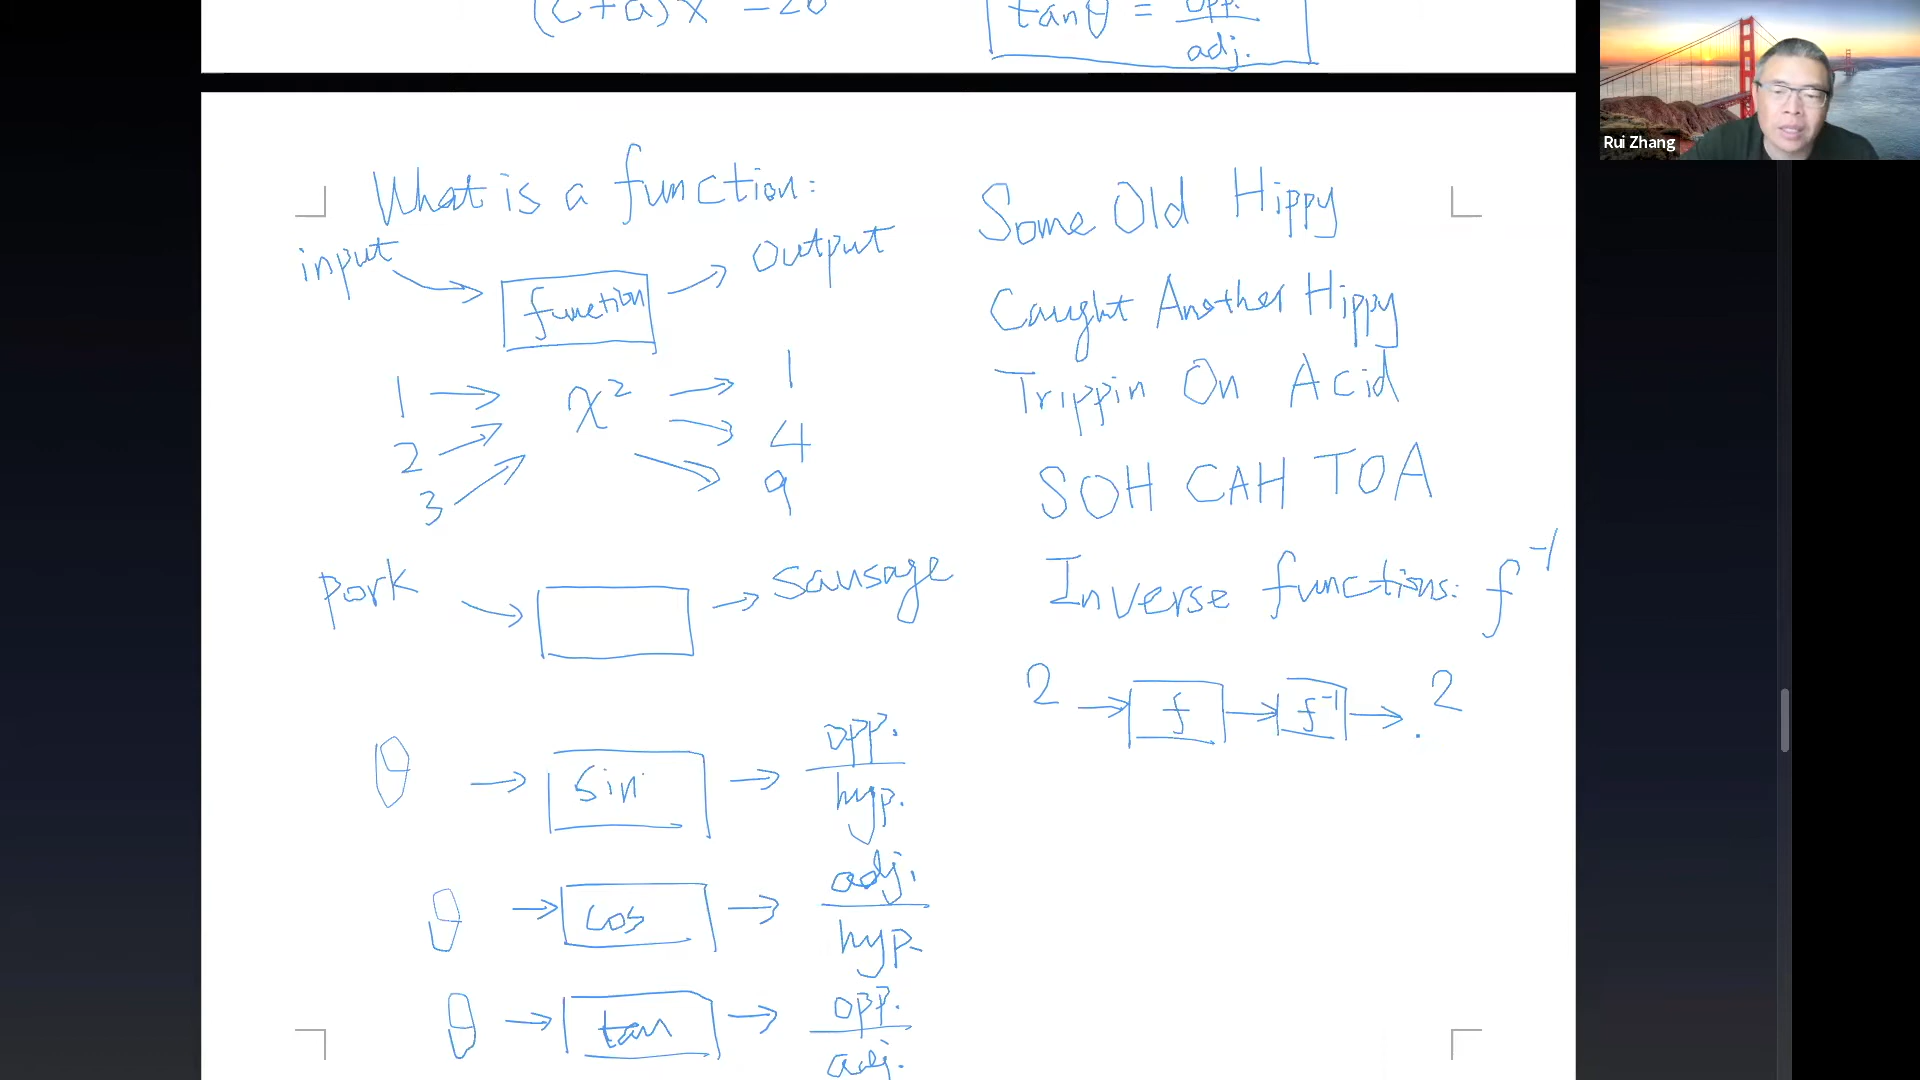 (c+a)x = 20
tanθ = opp.
adj.
Rui Zhang
What is a function:
input
function
output
1 x² 1
2 4
3 9
pork sausage
θ sin opp.
hyp.
θ cos adj.
hyp.
θ tan opp.
adj.
Some Old Hippy
Caught Another Hippy
Trippin On Acid
SOH CAH TOA
Inverse functions: f⁻¹
2 → f → f⁻¹ → 2